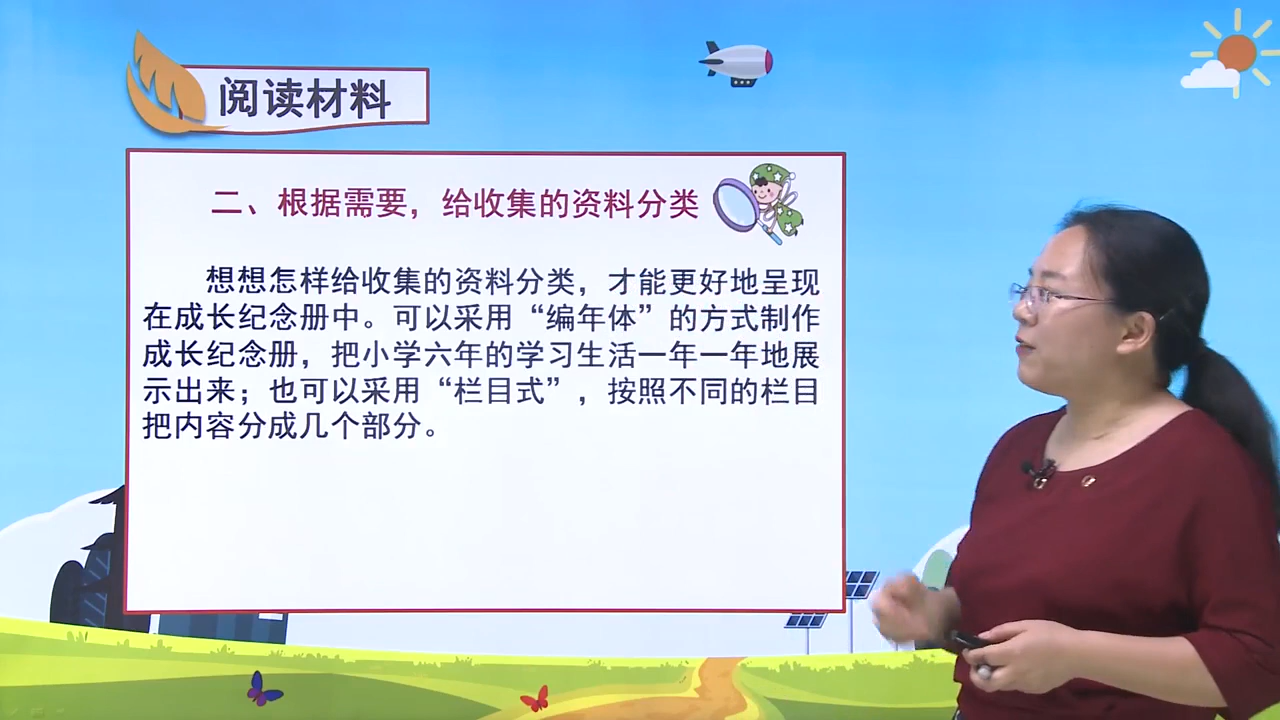 阅读材料
二、根据需要，给收集的资料分类
想想怎样给收集的资料分类，才能更好地呈现
在成长纪念册中。可以采用“编年体”的方式制作
成长纪念册，把小学六年的学习生活一年一年地展
示出来；也可以采用“栏目式”，按照不同的栏目
把内容分成几个部分。